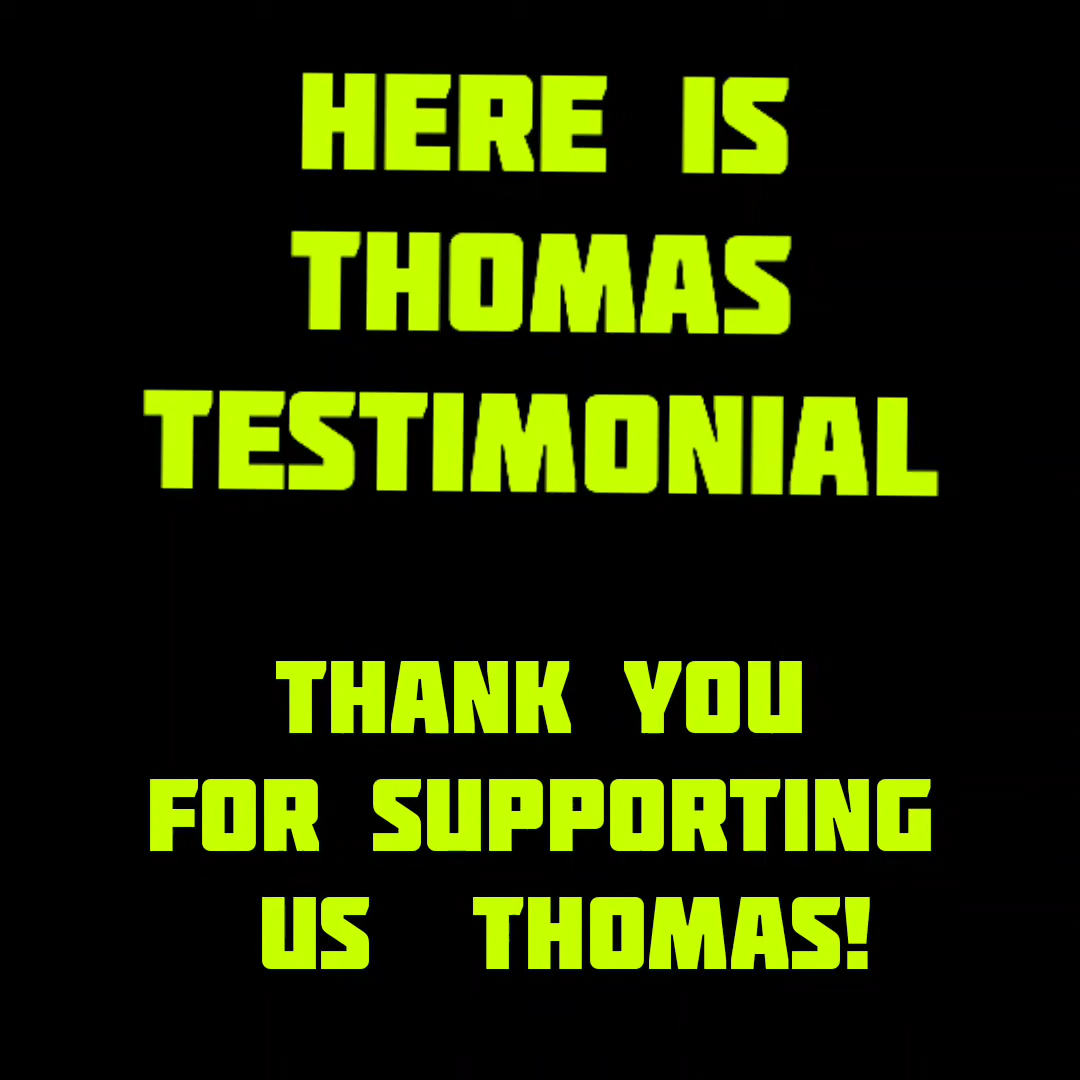 HERE IS
THOMAS
TESTIMONIAL
THANK YOU
FOR SUPPORTING
US THOMAS!